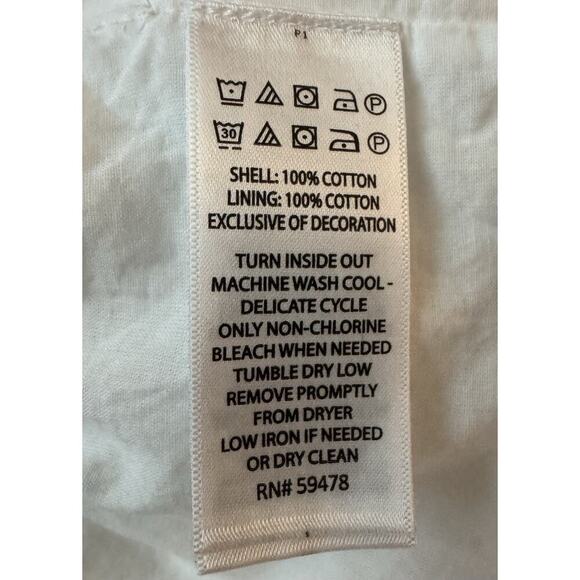 P1
P
30 P
SHELL: 100% COTTON
LINING: 100% COTTON
EXCLUSIVE OF DECORATION
TURN INSIDE OUT
MACHINE WASH COOL -
DELICATE CYCLE
ONLY NON-CHLORINE
BLEACH WHEN NEEDED
TUMBLE DRY LOW
REMOVE PROMPTLY
FROM DRYER
LOW IRON IF NEEDED
OR DRY CLEAN
RN# 59478